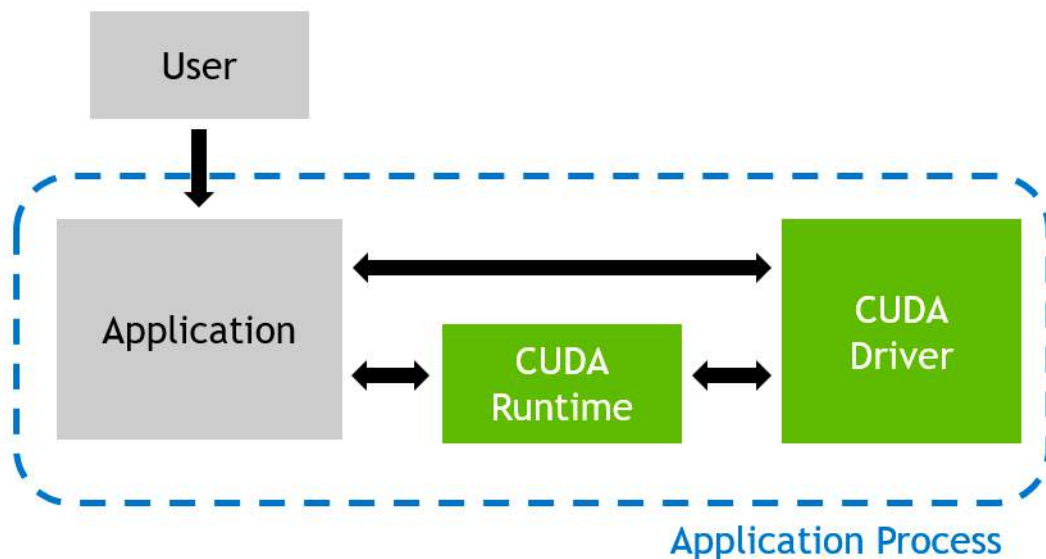 User
Application
CUDA
Runtime
CUDA
Driver
Application Process